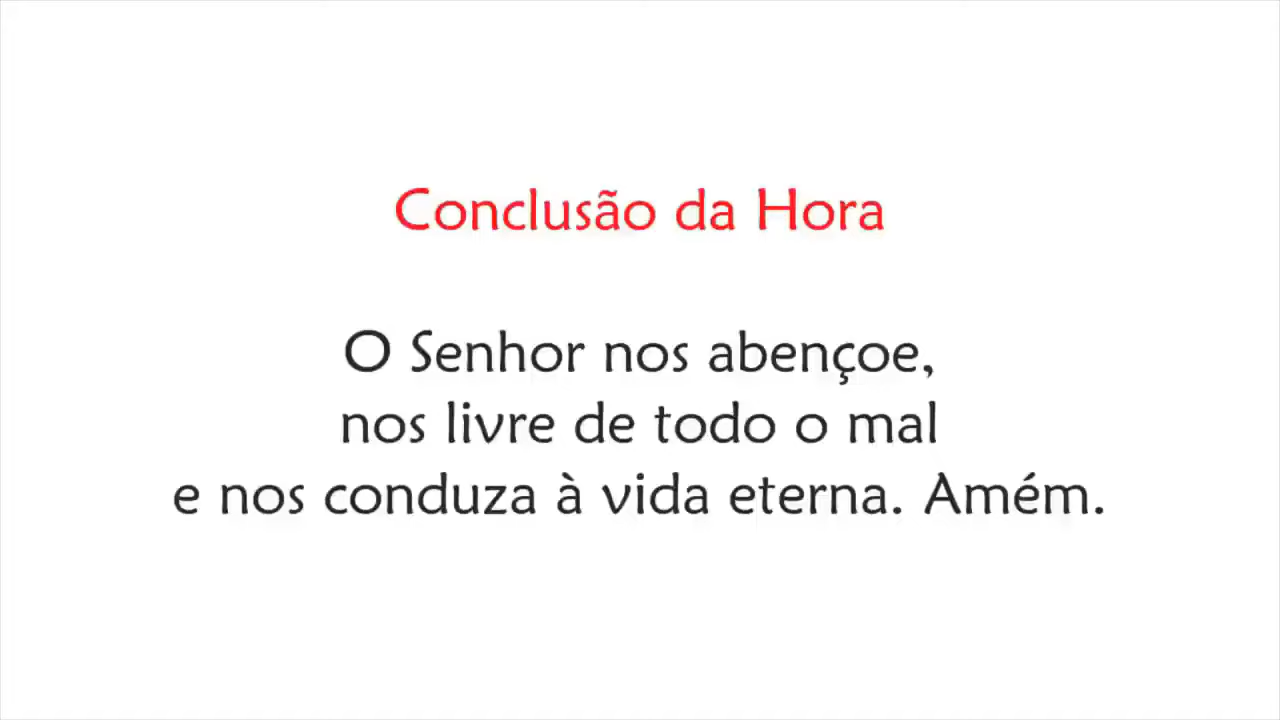 Conclusão da Hora
O Senhor nos abençoe,
nos livre de todo o mal
e nos conduza à vida eterna. Amém.